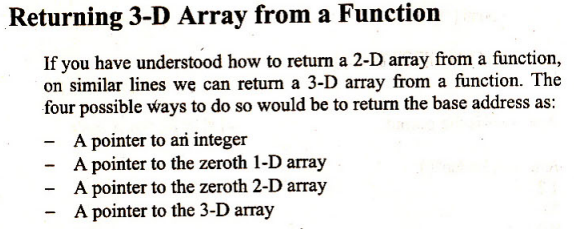 Returning 3-D Array from a Function
If you have understood how to return a 2-D array from a function,
on similar lines we can return a 3-D array from a function. The
four possible ways to do so would be to return the base address as:
– A pointer to an integer
– A pointer to the zeroth 1-D array
– A pointer to the zeroth 2-D array
– A pointer to the 3-D array